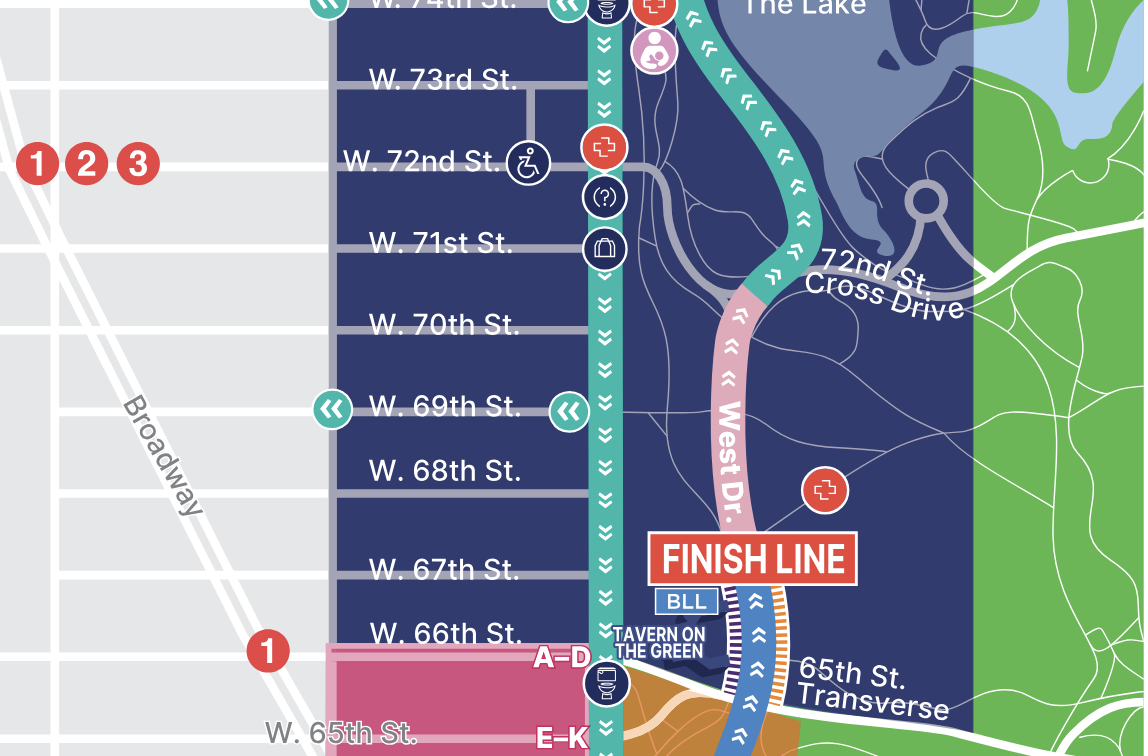 W. 74th St.
The Lake
W. 73rd St.
1 2 3
W. 72nd St.
(?)
W. 71st St.
72nd St.
Cross Drive
W. 70th St.
W. 69th St.
Broadway
West Dr.
W. 68th St.
FINISH LINE
W. 67th St.
BLL
W. 66th St.
TAVERN ON
THE GREEN
1
A–D
65th St.
Transverse
W. 65th St.
E–K